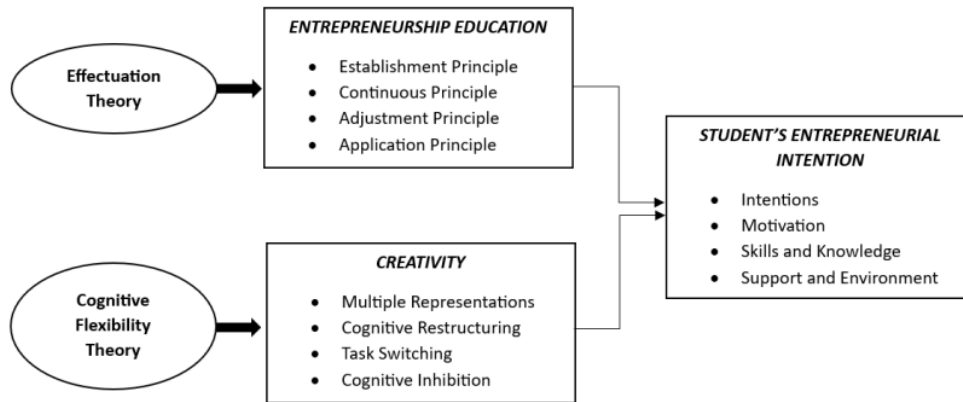 Effectuation
Theory
ENTREPRENEURSHIP EDUCATION
• Establishment Principle
• Continuous Principle
• Adjustment Principle
• Application Principle
STUDENT'S ENTREPRENEURIAL
INTENTION
• Intentions
• Motivation
• Skills and Knowledge
• Support and Environment
Cognitive
Flexibility
Theory
CREATIVITY
• Multiple Representations
• Cognitive Restructuring
• Task Switching
• Cognitive Inhibition